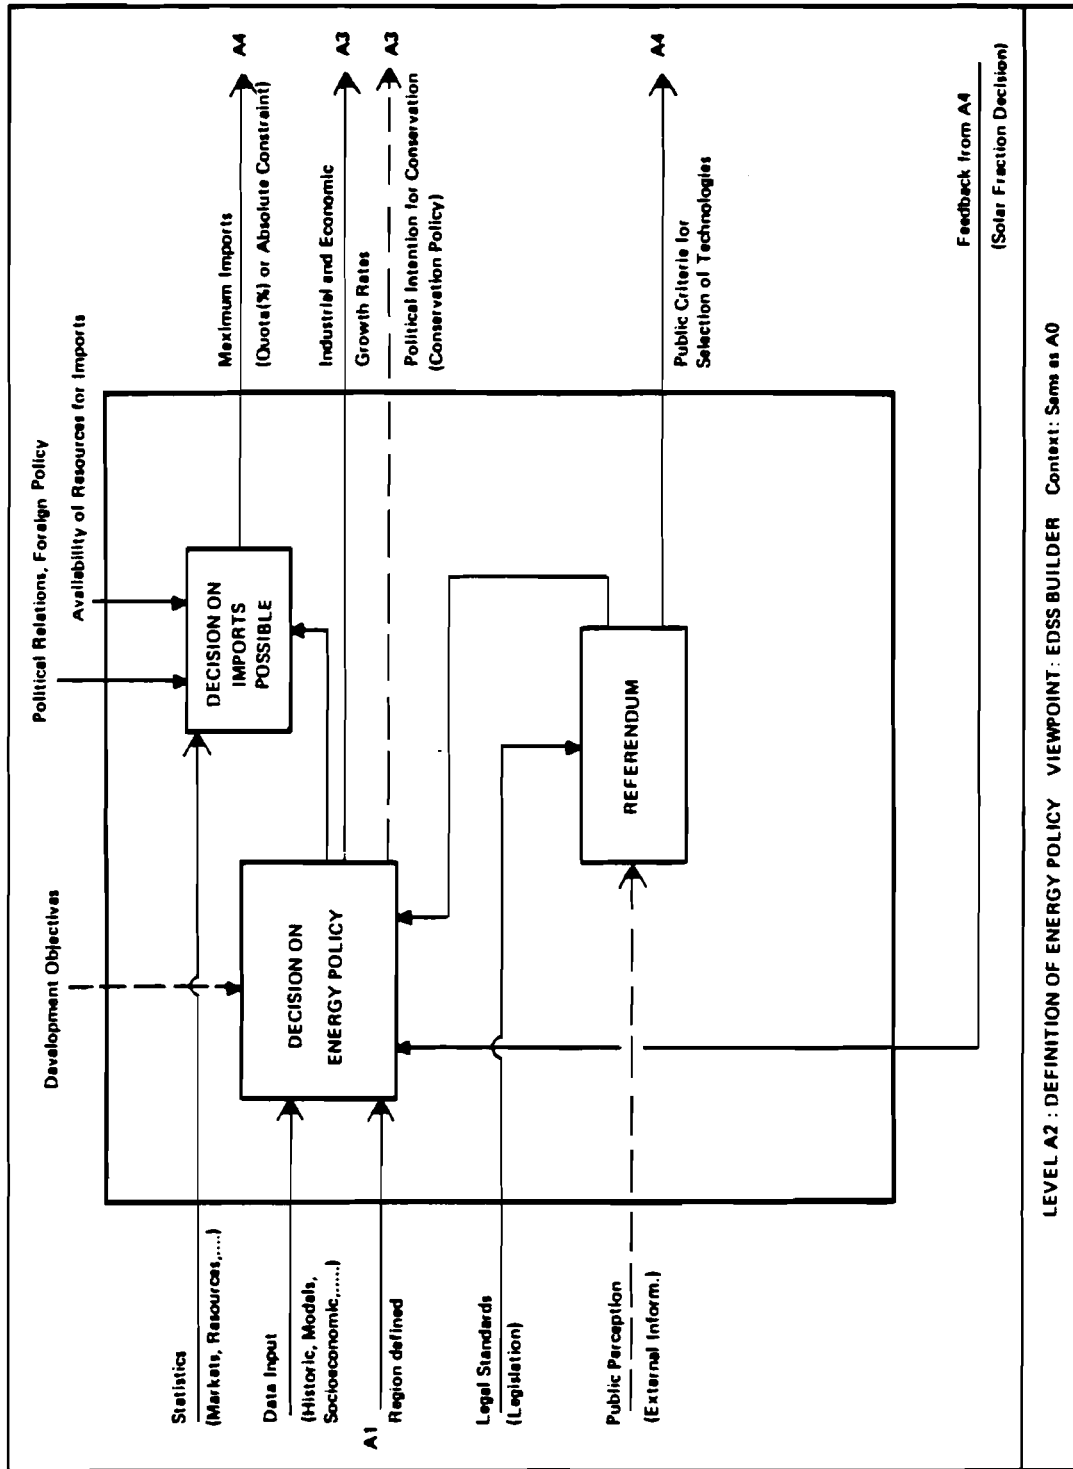 Political Relations, Foreign Policy
Availability of Resources for Imports
Development Objectives
Statistics
(Markets, Resources,....)
Data Input
(Historic, Models,
Socioeconomic,.....)
A1
Region defined
Legal Standards
(Legislation)
Public Perception
(External Inform.)
DECISION ON
IMPORTS
POSSIBLE
DECISION ON
ENERGY POLICY
REFERENDUM
Maximum Imports
(Quota(%) or Absolute Constraint)
A4
Industrial and Economic
Growth Rates
A3
Political Intention for Conservation
(Conservation Policy)
A3
Public Criteria for
Selection of Technologies
A4
Feedback from A4
(Solar Fraction Decision)
LEVEL A2 : DEFINITION OF ENERGY POLICY VIEWPOINT: EDSS BUILDER Context: Same as A0